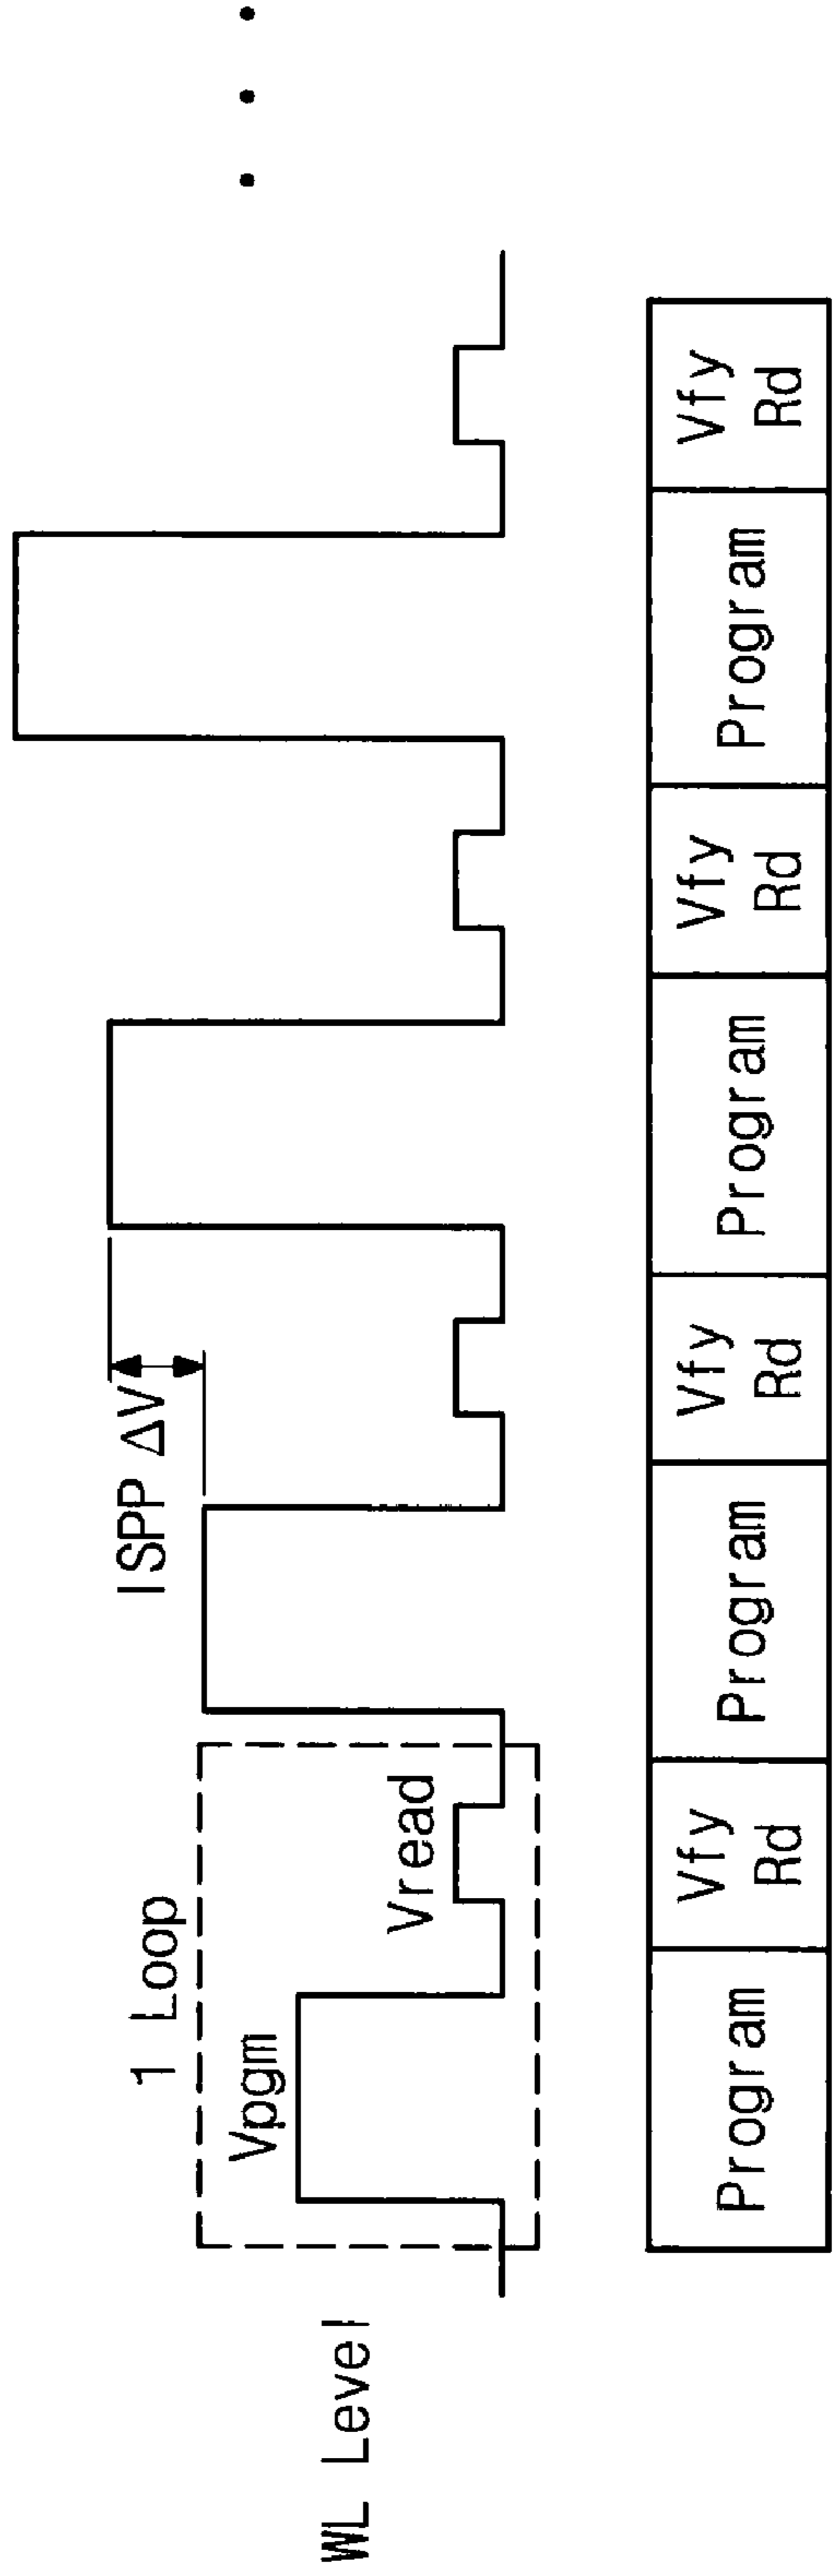 WL Level
1 Loop
Vpgm
Vread
ISPP ΔV
Program
Vfy
Rd
Program
Vfy
Rd
Program
Vfy
Rd
Program
Vfy
Rd